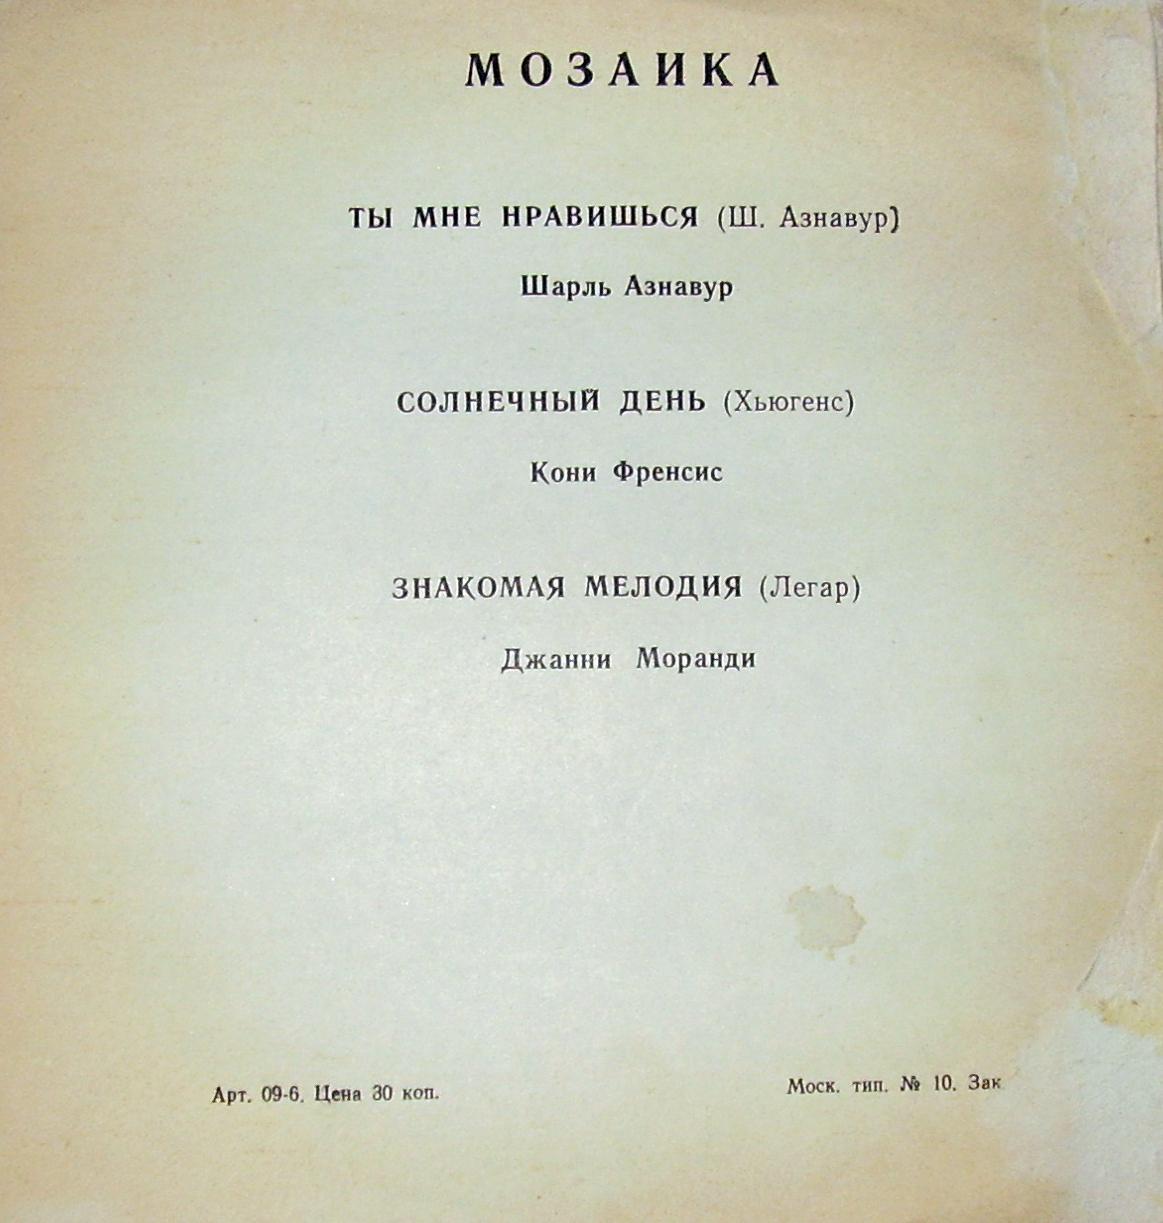 МОЗАИКА
ТЫ МНЕ НРАВИШЬСЯ (Ш. Азнавур)
Шарль Азнавур
СОЛНЕЧНЫЙ ДЕНЬ (Хьюгенс)
Кони Френсис
ЗНАКОМАЯ МЕЛОДИЯ (Легар)
Джанни Моранди
Арт. 09-6. Цена 30 коп.
Моск. тип. № 10. Зак